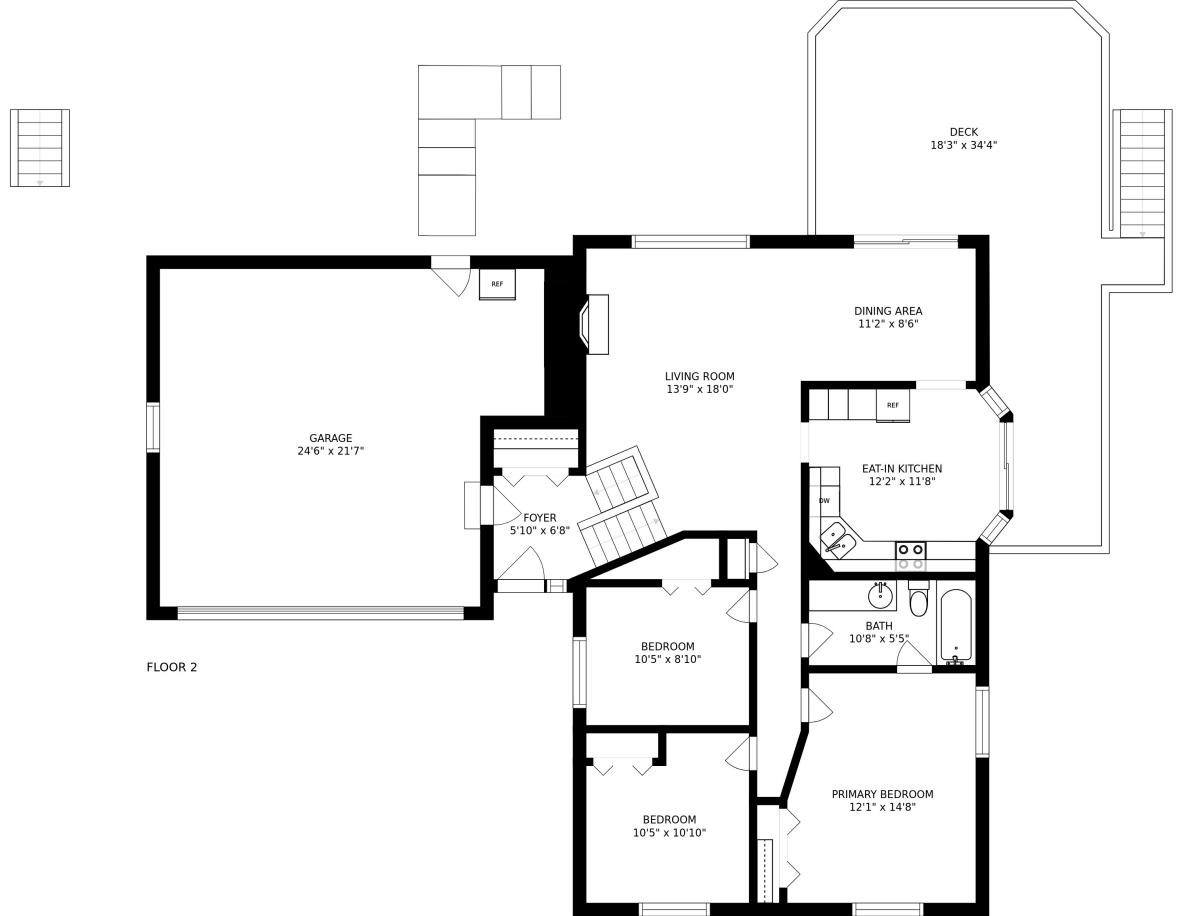 DECK
18'3" x 34'4"
REF
DINING AREA
11'2" x 8'6"
LIVING ROOM
13'9" x 18'0"
REF
GARAGE
24'6" x 21'7"
EAT-IN KITCHEN
12'2" x 11'8"
DW
FOYER
5'10" x 6'8"
BATH
10'8" x 5'5"
BEDROOM
10'5" x 8'10"
FLOOR 2
PRIMARY BEDROOM
12'1" x 14'8"
BEDROOM
10'5" x 10'10"